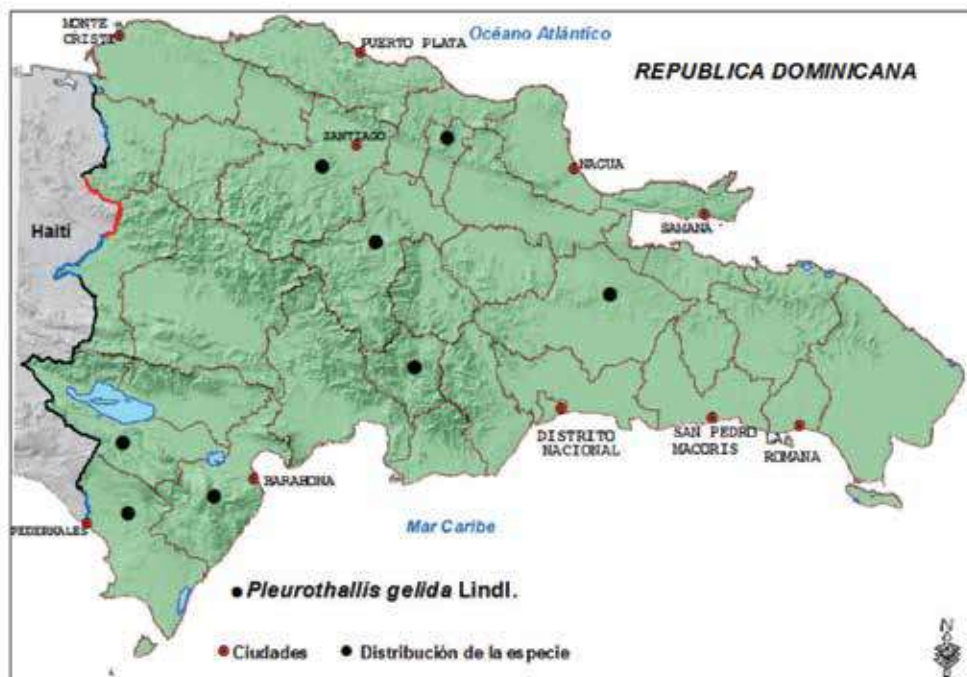 MONTE
CRISTI
PUERTO PLATA
Océano Atlántico
REPUBLICA DOMINICANA
SANTIAGO
NAGUA
SAMANA
Haití
DISTRITO
NACIONAL
SAN PEDRO
MACORIS
LA
ROMANA
BARAHONA
PEDERNALES
Mar Caribe
Pleurothallis gelida Lindl.
Ciudades
Distribución de la especie
N